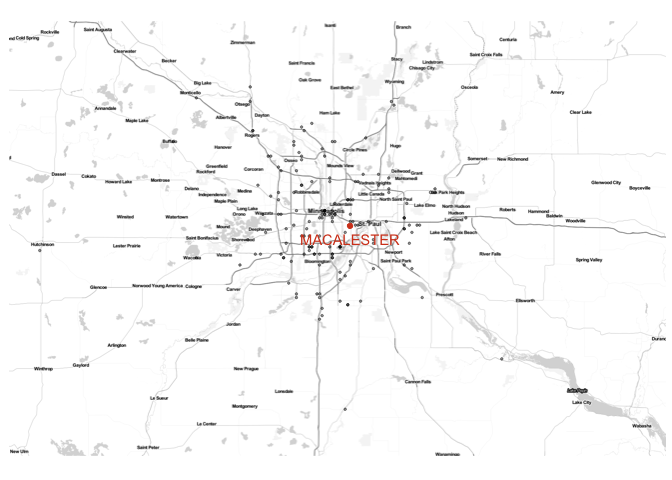 Rockville
Saint Augusta
Isanti
Branch
nd Cold Spring
Centuria
Zimmerman
Clearwater
Saint Croix Falls
Becker
Saint Francis
Stacy
Lindstrom
Chisago City
Big Lake
Oak Grove
Wyoming
East Bethel
Osceola
Monticello
Amery
Otsego
Annandale
Albertville
Dayton
Ham Lake
Clear Lake
Maple Lake
Rogers
Buffalo
Hanover
Circle Pines
Hugo
Osseo
Somerset
New Richmond
Greenfield
Rockford
Corcoran
Mounds View
Dellwood
Grant
Mahtomedi
Dassel
Cokato
Howard Lake
Montrose
Delano
Medina
Robbinsdale
Glenwood City
Boyceville
Independence
Maple Plain
Little Canada
North Saint Paul
Oak Park Heights
Lake Elmo
North Hudson
Hudson
Lakeland
Roberts
Hammond
Baldwin
Woodville
Winsted
Watertown
Long Lake
Orono
Wayzata
Lauderdale
Minneapolis
St. Paul
Mound
Deephaven
Saint Bonifacius
Shorewood
Lake Saint Croix Beach
Afton
MACALESTER
Hutchinson
Lester Prairie
Waconia
Victoria
Newport
River Falls
Bloomington
Saint Paul Park
Spring Valley
Glencoe
Norwood Young America
Cologne
Carver
Prescott
Ellsworth
Jordan
Arlington
Belle Plaine
Durand
Winthrop
Gaylord
New Prague
Cannon Falls
Lake Pepin
Le Sueur
Lonsdale
Lake City
Montgomery
Le Center
Wabasha
New Ulm
Saint Peter
Wanamingo